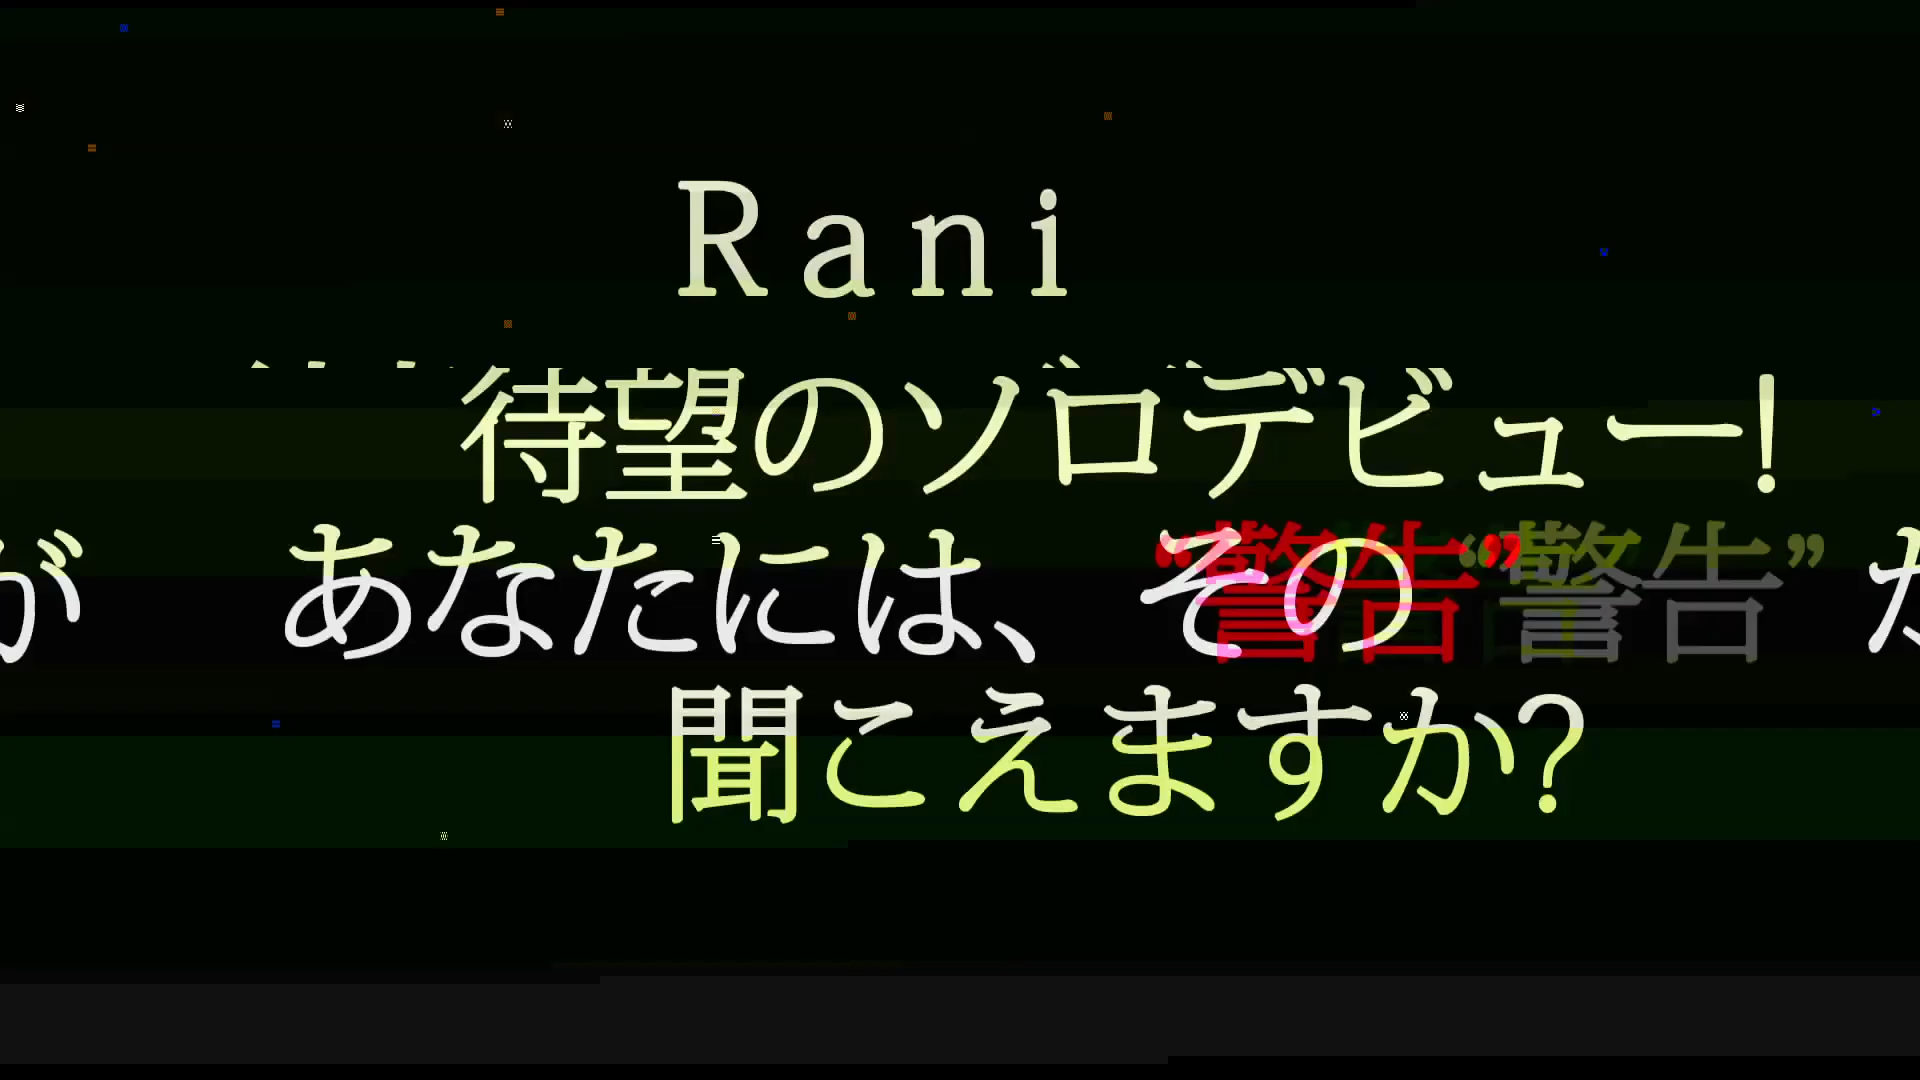 Rani
待望のソロデビュー!
が あなたには、その“警告” “警告” が
聞こえますか?